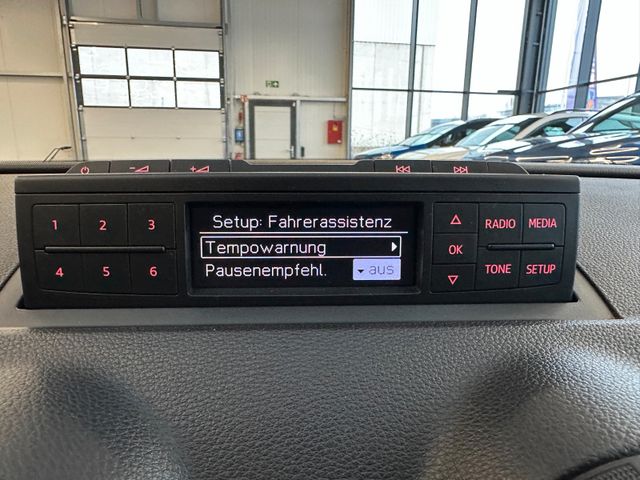 1 2 3
4 5 6
Setup: Fahrerassistenz
Tempowarnung
Pausenempfehl. aus
OK
RADIO MEDIA
TONE SETUP